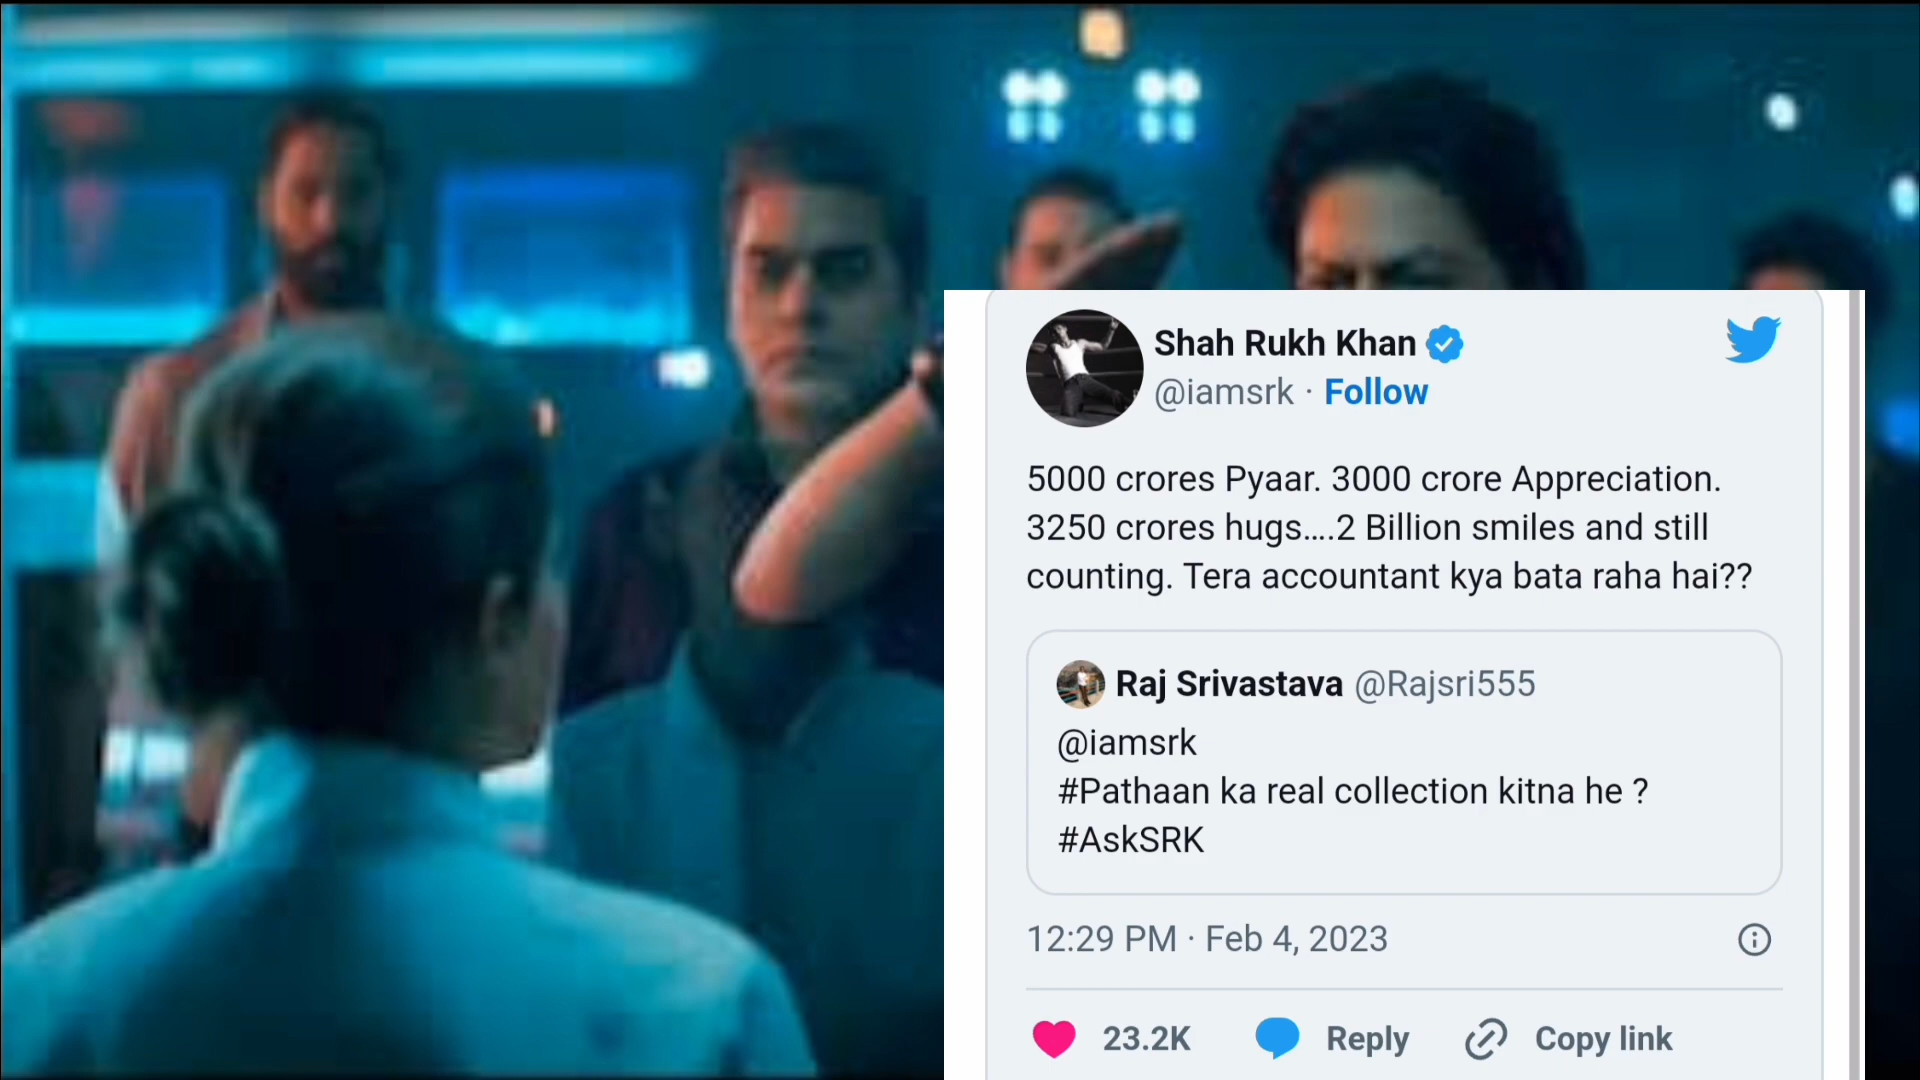 Shah Rukh Khan
@iamsrk · Follow
5000 crores Pyaar. 3000 crore Appreciation.
3250 crores hugs....2 Billion smiles and still
counting. Tera accountant kya bata raha hai??
Raj Srivastava @Rajsri555
@iamsrk
#Pathaan ka real collection kitna he ?
#AskSRK
12:29 PM · Feb 4, 2023
23.2K Reply Copy link